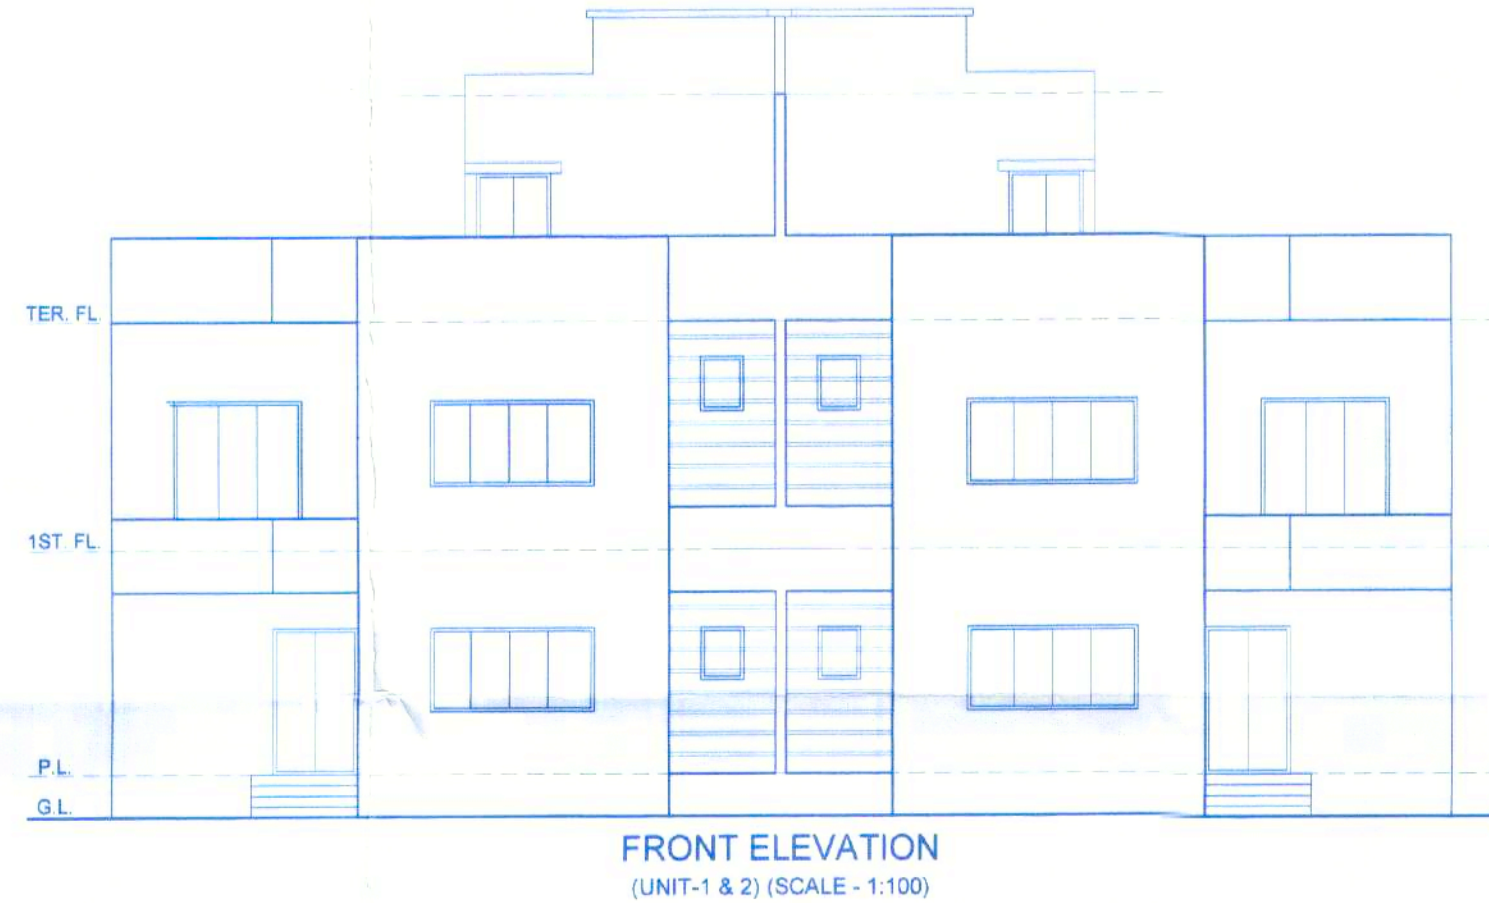 TER. FL.
1ST. FL.
P.L.
G.L.
FRONT ELEVATION
(UNIT-1 & 2) (SCALE - 1:100)